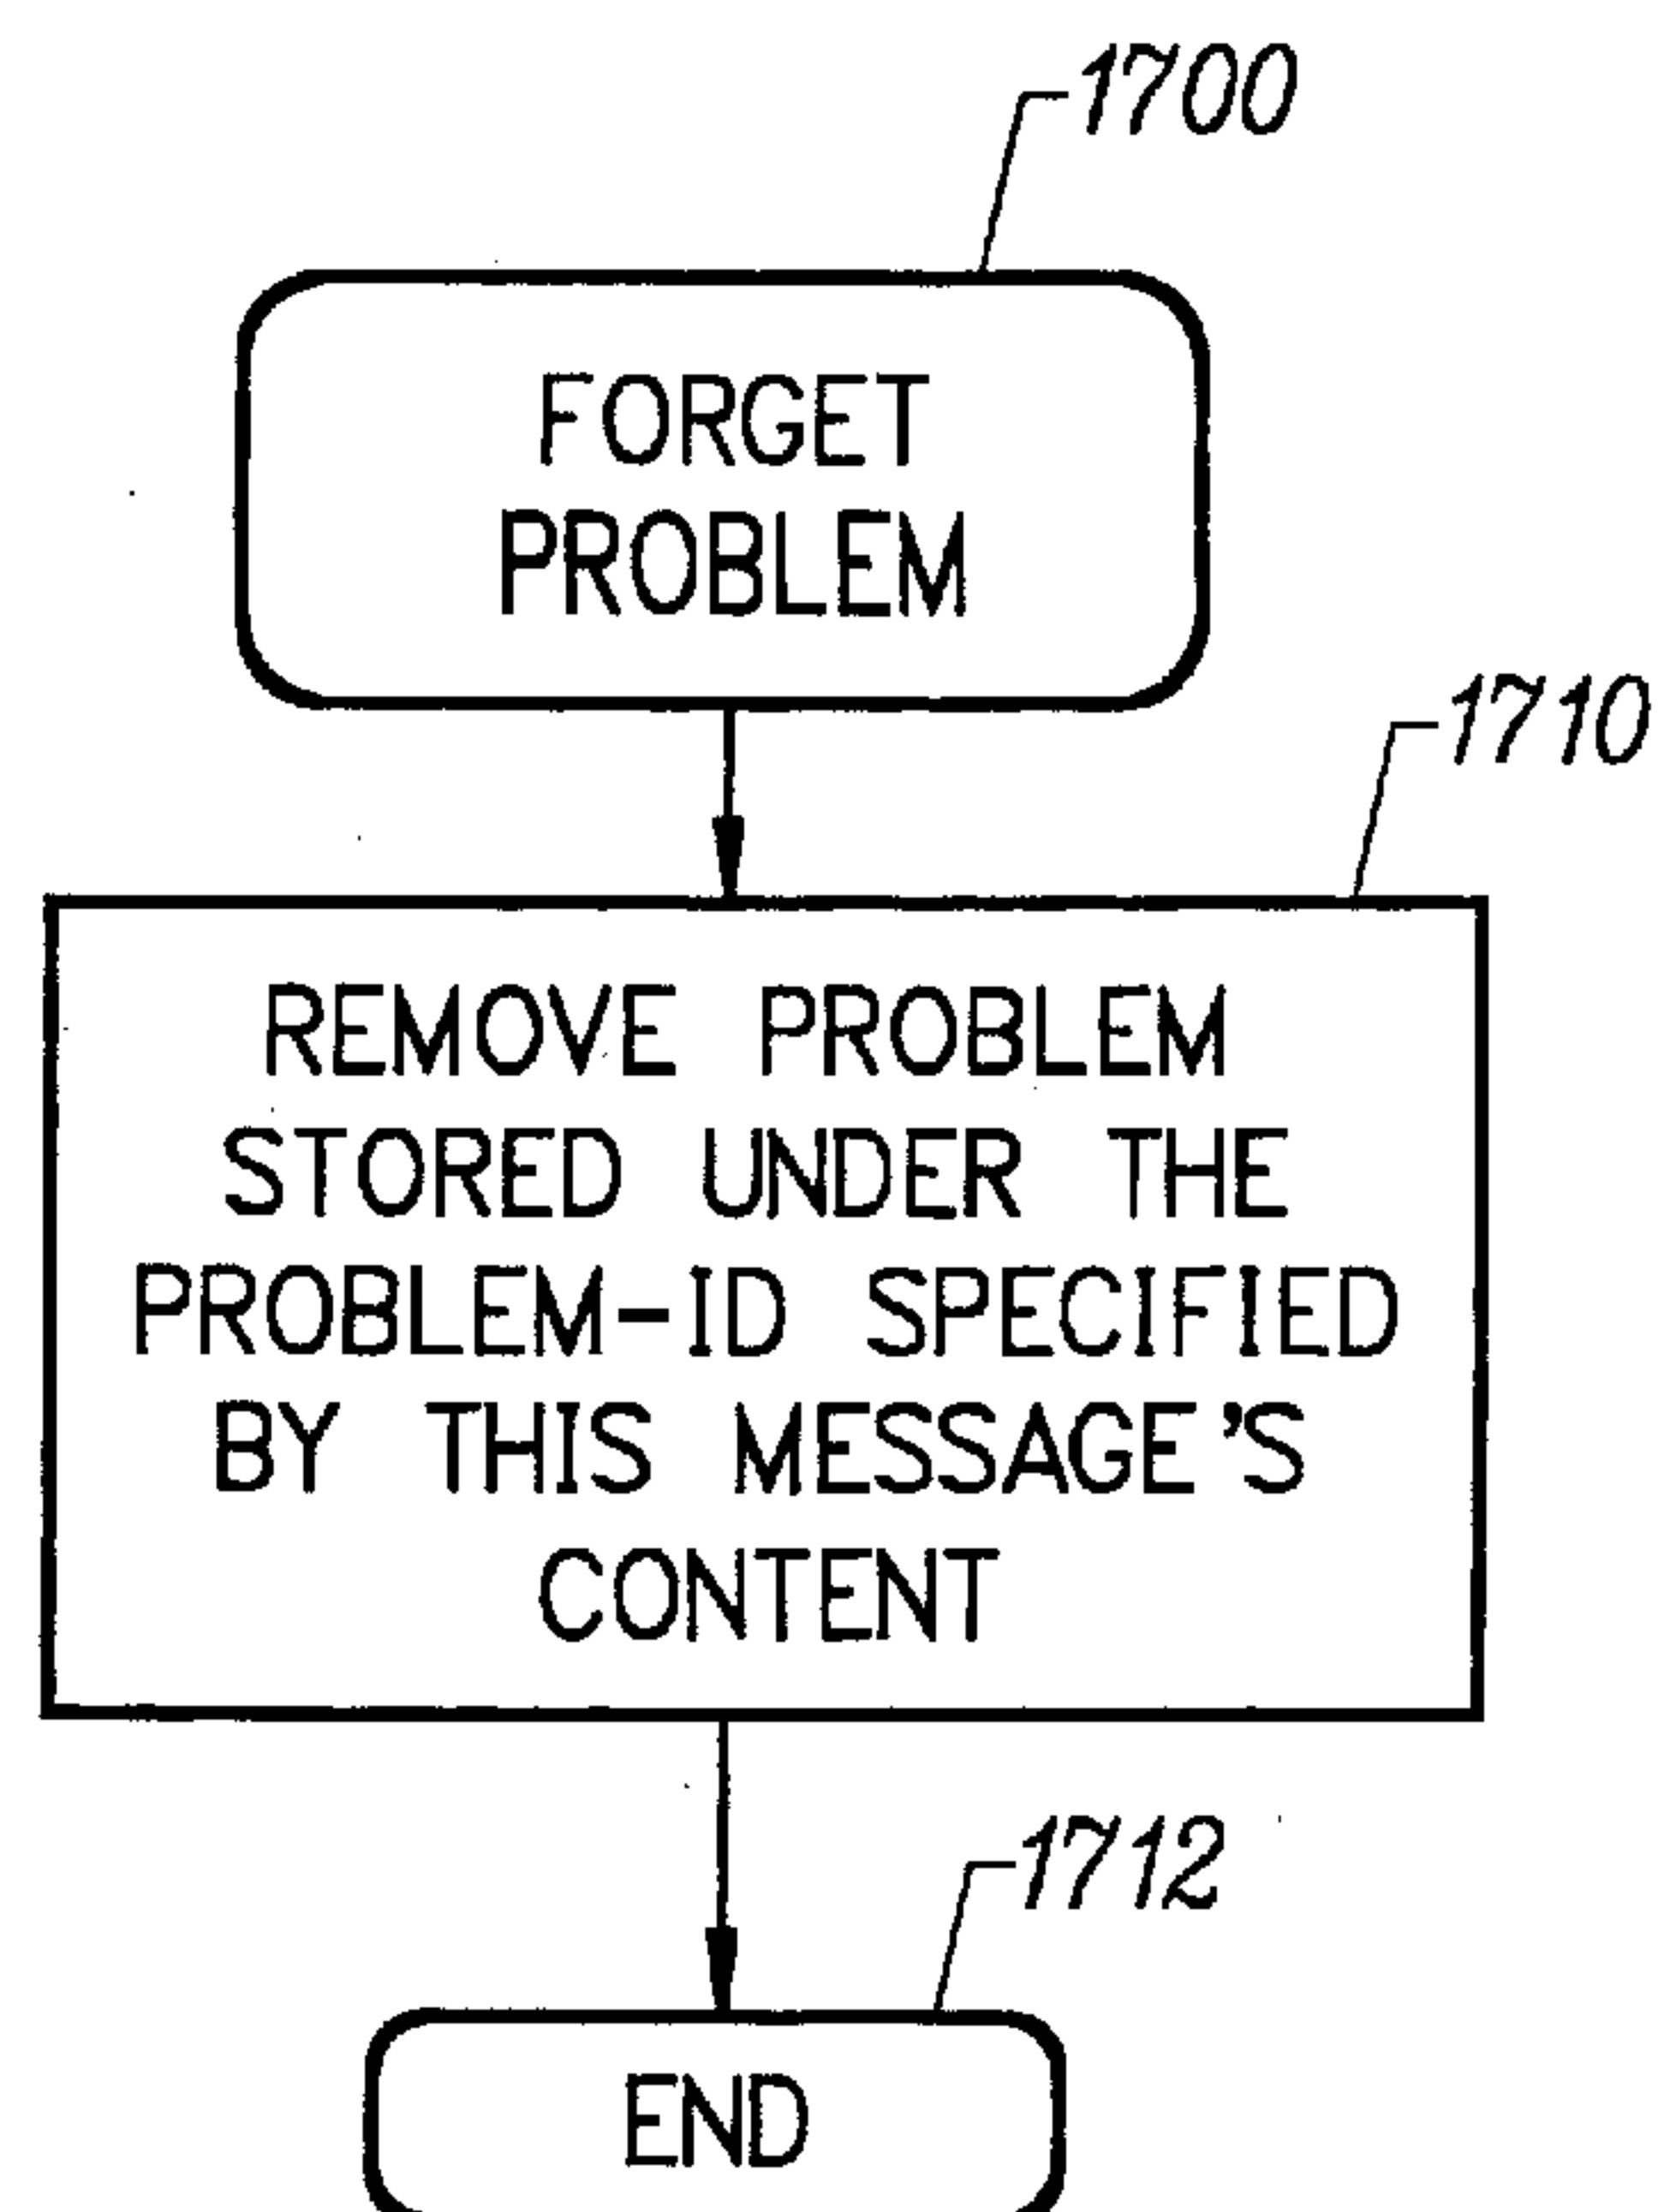 1700
FORGET
PROBLEM
1710
REMOVE PROBLEM
STORED UNDER THE
PROBLEM-ID SPECIFIED
BY THIS MESSAGE'S
CONTENT
1712
END